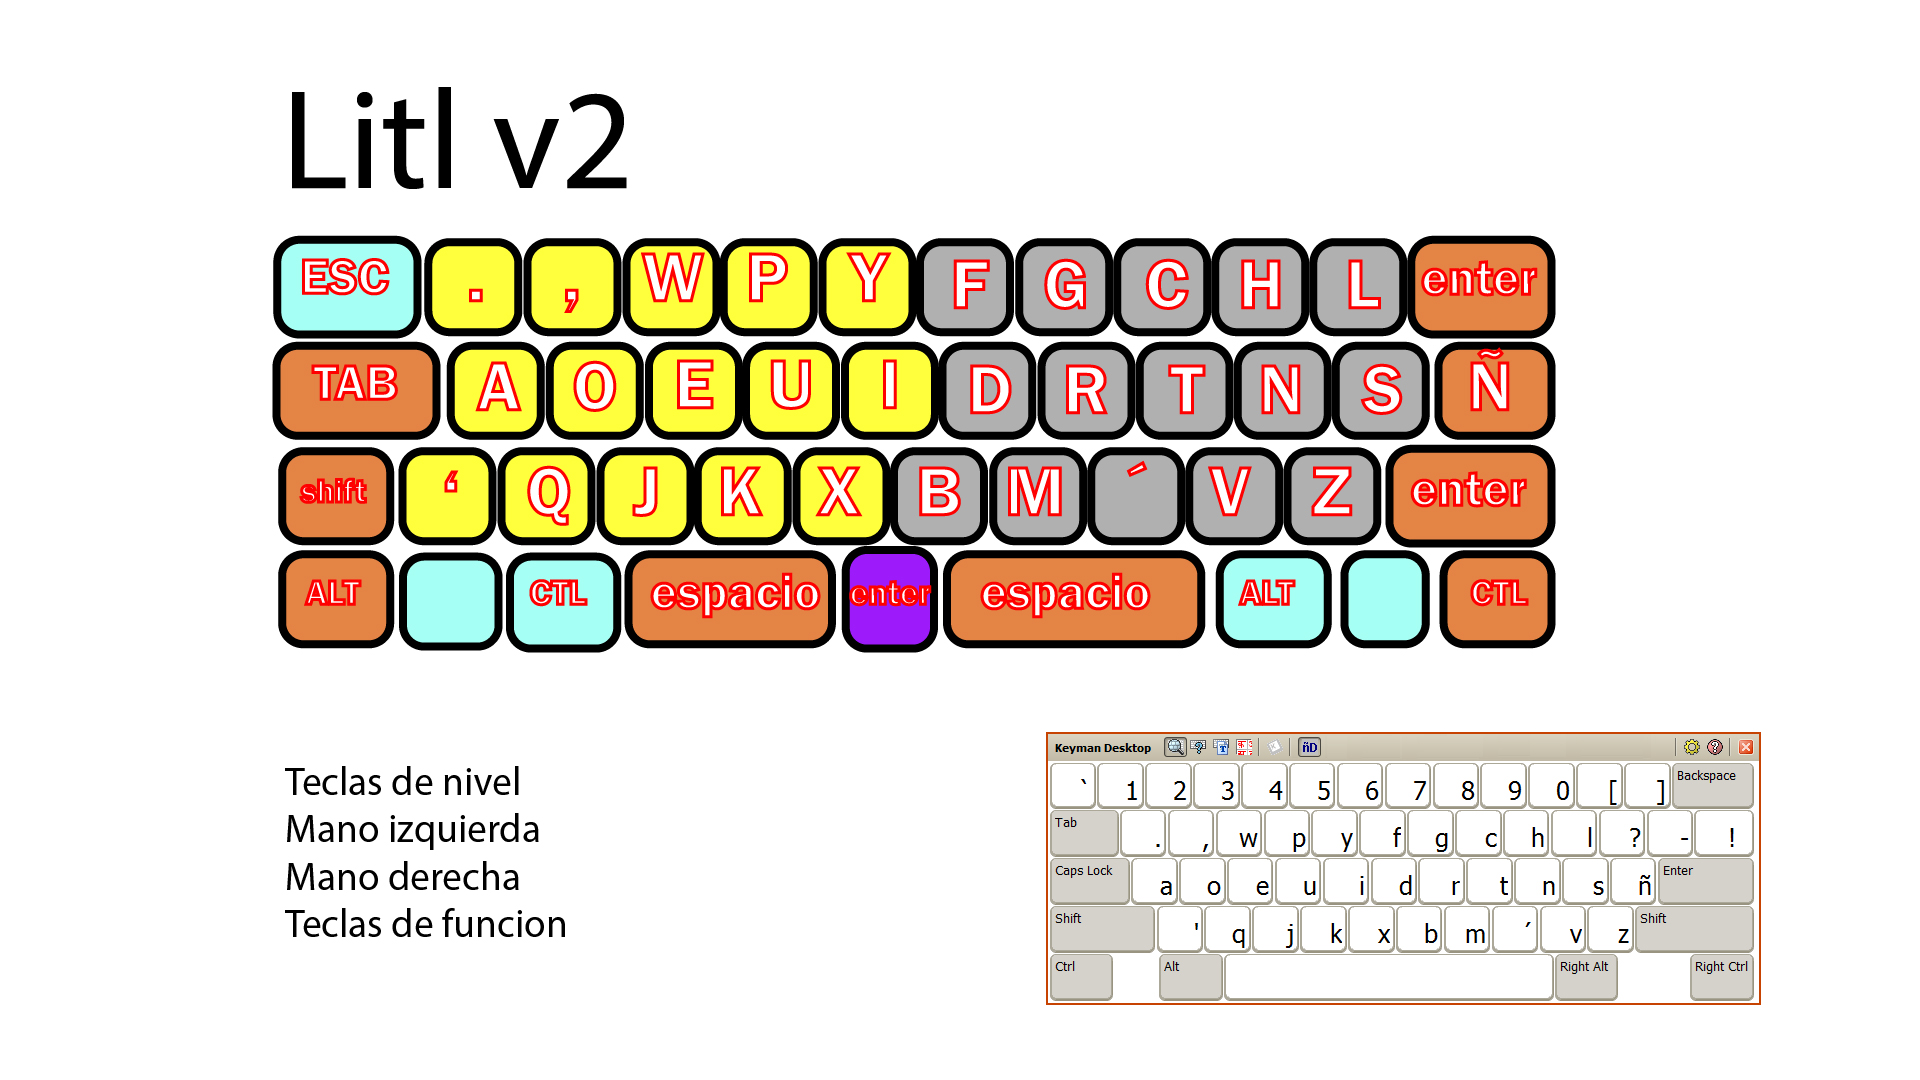 Litl v2
ESC . , W P Y F G C H L enter
TAB A O E U I D R T N S Ñ
shift ‘ Q J K X B M ´ V Z enter
ALT CTL espacio enter espacio ALT CTL
Teclas de nivel
Mano izquierda
Mano derecha
Teclas de funcion
Keyman Desktop ñD
` 1 2 3 4 5 6 7 8 9 0 [ ] Backspace
Tab . , w p y f g c h l ? - !
Caps Lock a o e u i d r t n s ñ Enter
Shift ' q j k x b m ´ v z Shift
Ctrl Alt Right Alt Right Ctrl